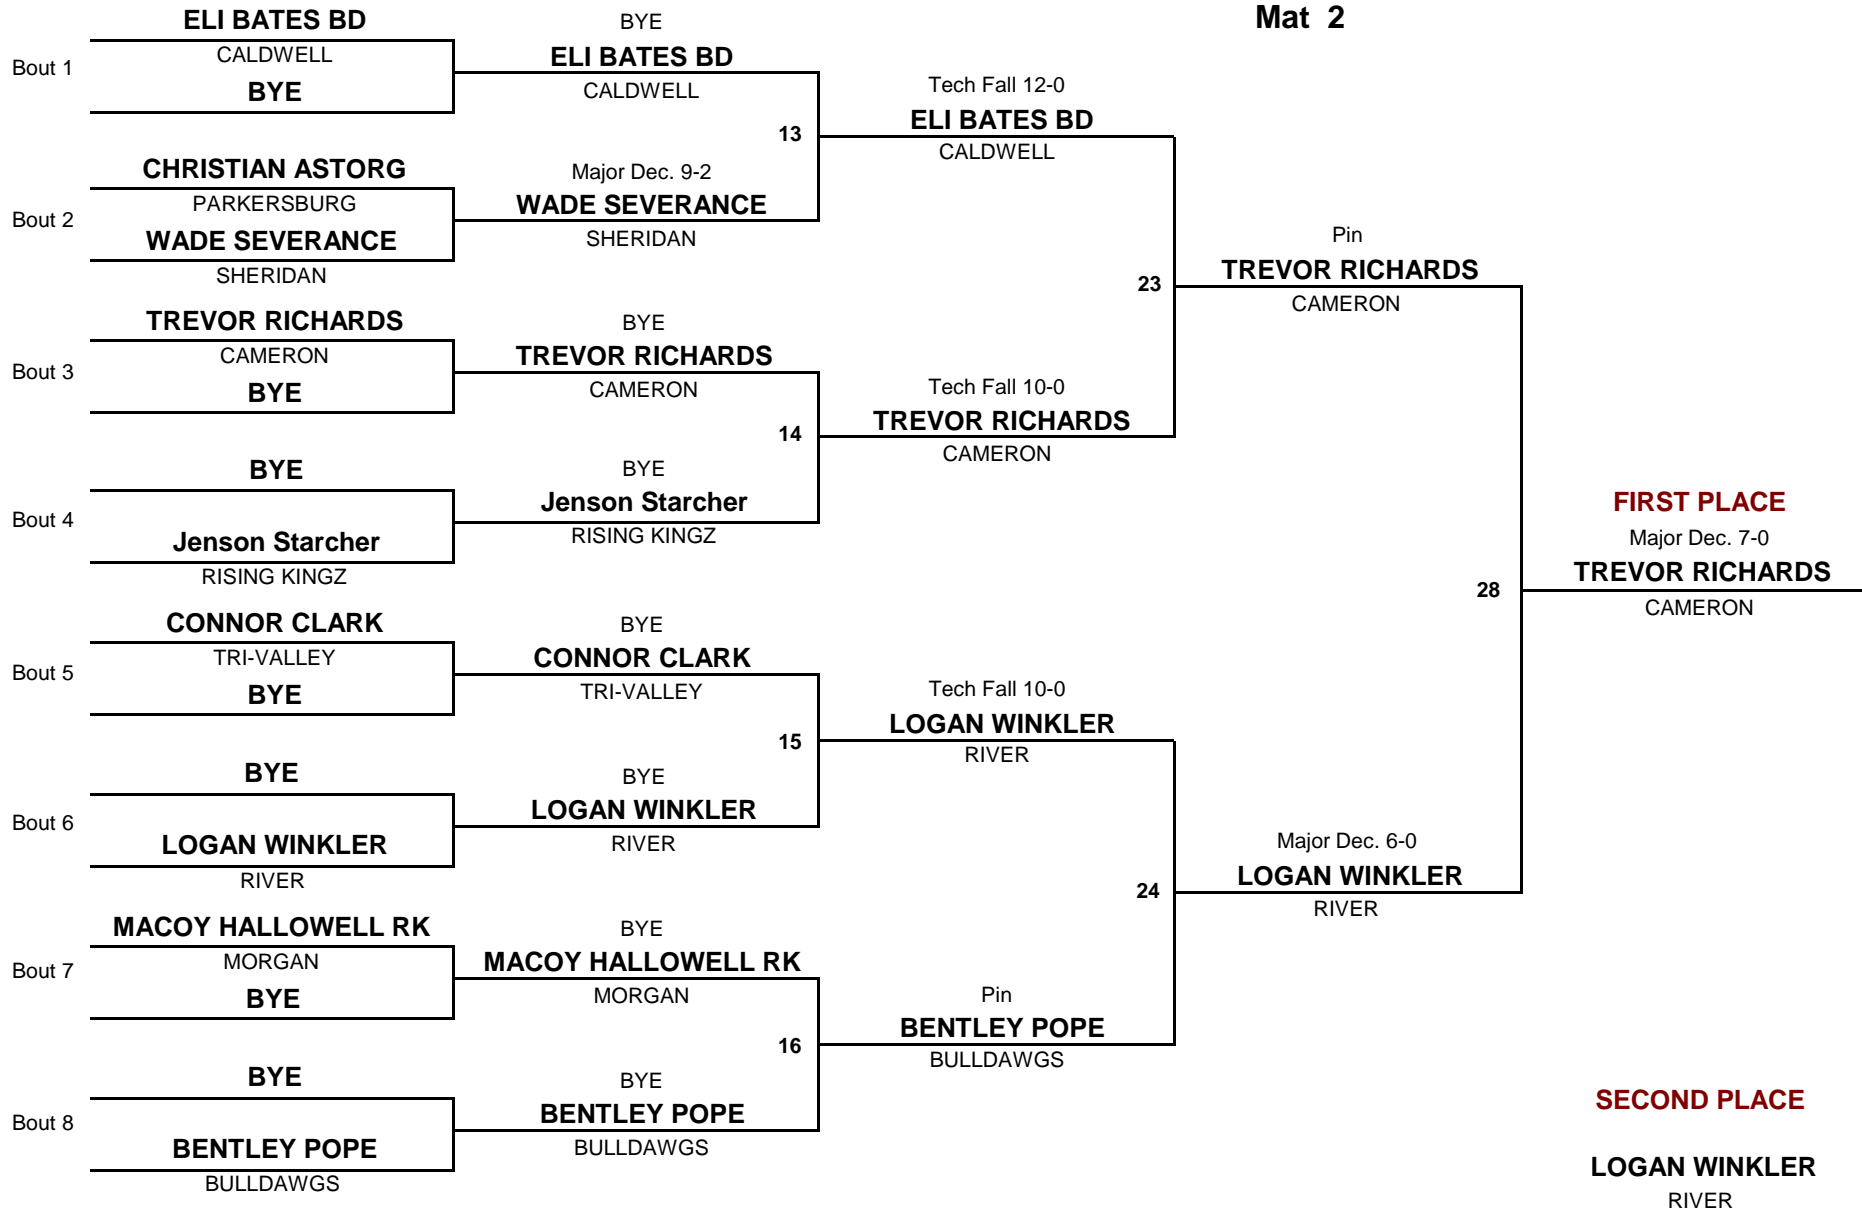 Mat 2
Bout 1
ELI BATES BD
CALDWELL
BYE
Bout 2
CHRISTIAN ASTORG
PARKERSBURG
WADE SEVERANCE
SHERIDAN
Bout 3
TREVOR RICHARDS
CAMERON
BYE
Bout 4
BYE
Jenson Starcher
RISING KINGZ
Bout 5
CONNOR CLARK
TRI-VALLEY
BYE
Bout 6
BYE
LOGAN WINKLER
RIVER
Bout 7
MACOY HALLOWELL RK
MORGAN
BYE
Bout 8
BYE
BENTLEY POPE
BULLDAWGS
BYE
ELI BATES BD
CALDWELL
13
Major Dec. 9-2
WADE SEVERANCE
SHERIDAN
BYE
TREVOR RICHARDS
CAMERON
14
BYE
Jenson Starcher
RISING KINGZ
BYE
CONNOR CLARK
TRI-VALLEY
15
BYE
LOGAN WINKLER
RIVER
BYE
MACOY HALLOWELL RK
MORGAN
16
BYE
BENTLEY POPE
BULLDAWGS
Tech Fall 12-0
ELI BATES BD
CALDWELL
23
Tech Fall 10-0
TREVOR RICHARDS
CAMERON
Tech Fall 10-0
LOGAN WINKLER
RIVER
24
Pin
BENTLEY POPE
BULLDAWGS
Pin
TREVOR RICHARDS
CAMERON
28
Major Dec. 6-0
LOGAN WINKLER
RIVER
FIRST PLACE
Major Dec. 7-0
TREVOR RICHARDS
CAMERON
SECOND PLACE
LOGAN WINKLER
RIVER